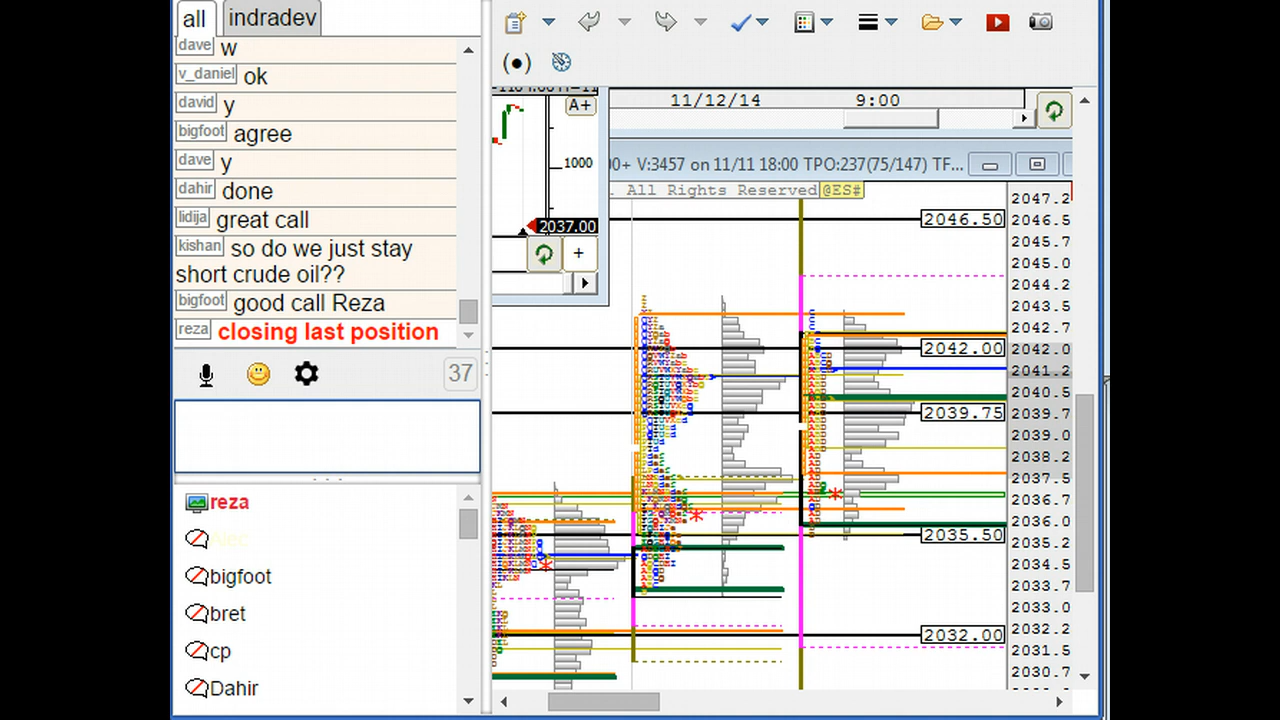 all indradev
dave w
v_daniel ok
david y
bigfoot agree
dave y
dahir done
lidija great call
kishan so do we just stay
short crude oil??
bigfoot good call Reza
reza closing last position
37
reza
Alec
bigfoot
bret
cp
Dahir
A+
1000
2037.00
+
11/12/14 9:00
00+ V:3457 on 11/11 18:00 TPO:237(75/147) TF...
. All Rights Reserved @ES#
2046.50
2042.00
2039.75
2035.50
2032.00
2047.2
2046.5
2045.7
2045.0
2044.2
2043.5
2042.7
2042.0
2041.2
2040.5
2039.7
2039.0
2038.2
2037.5
2036.7
2036.0
2035.2
2034.5
2033.7
2033.0
2032.2
2031.5
2030.7